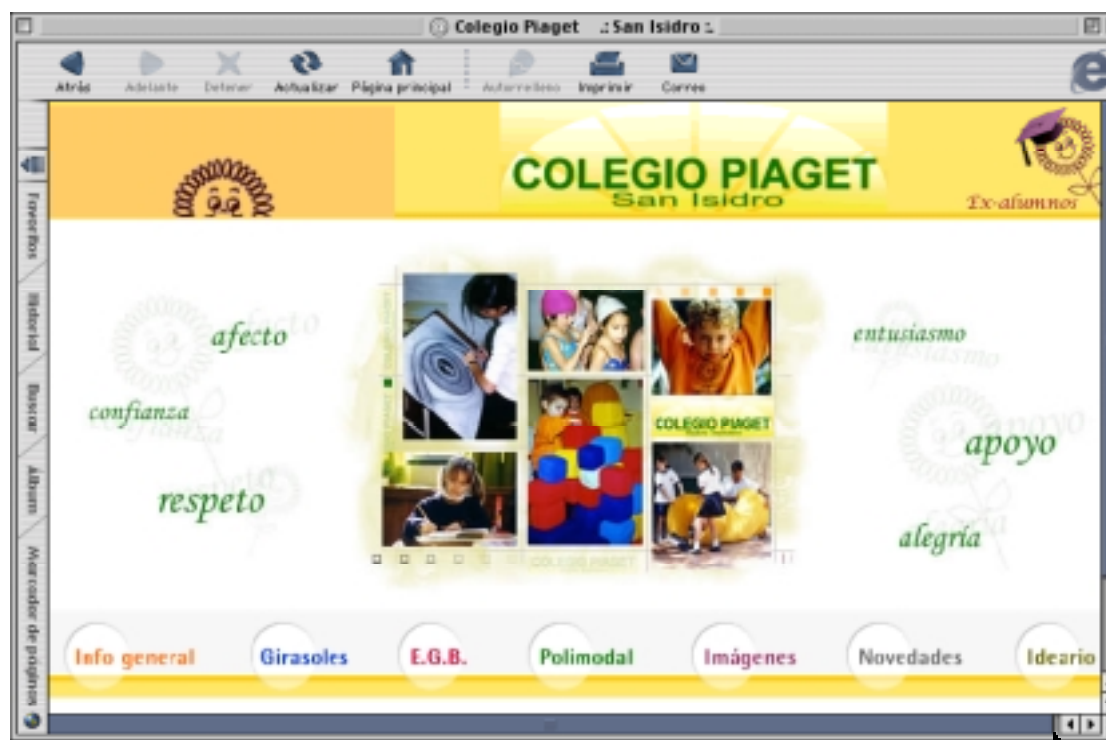 Colegio Piaget .: San Isidro :.
Atrás Adelante Detener Actualizar Página principal Autorrelleno Imprimir Correo
Favoritos
Historial
Buscar
Álbum
Marcador de páginas
COLEGIO PIAGET
San Isidro
Ex-alumnos
afecto
confianza
respeto
COLEGIO PIAGET
entusiasmo
apoyo
alegría
Info general Girasoles E.G.B. Polimodal Imágenes Novedades Ideario